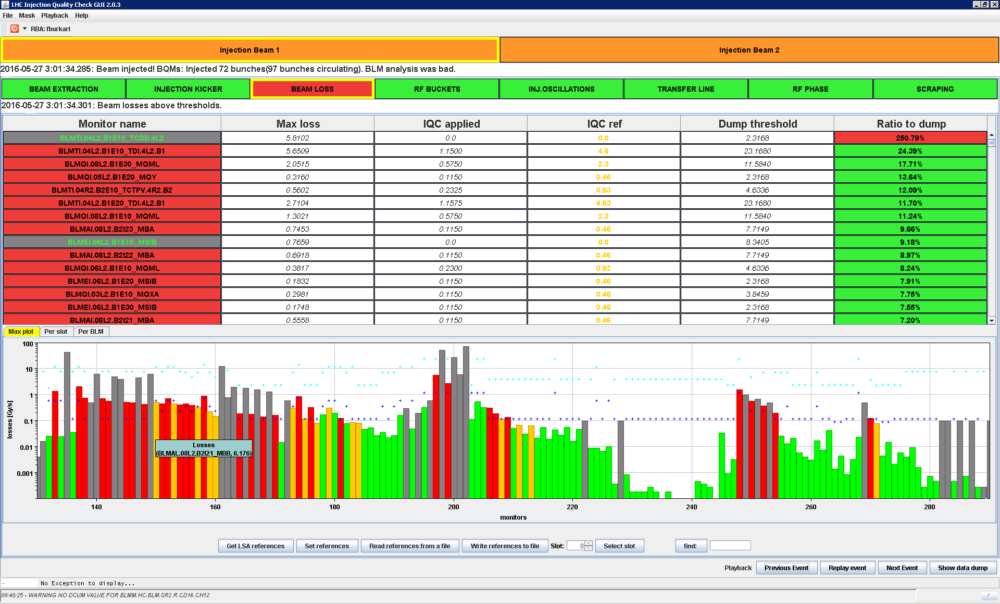 LHC Injection Quality Check GUI 2.0.3
File Mask Playback Help
RBA: fburkart
Injection Beam 1 Injection Beam 2
2016-05-27 3:01:34.285: Beam injected! BQMs: Injected 72 bunches(97 bunches circulating). BLM analysis was bad.
BEAM EXTRACTION INJECTION KICKER BEAM LOSS RF BUCKETS INJ.OSCILLATIONS TRANSFER LINE RF PHASE SCRAPING
2016-05-27 3:01:34.301: Beam losses above thresholds.
Monitor name Max loss IQC applied IQC ref Dump threshold Ratio to dump
BLMTI.04L2.B1E10_TCDD.4L2 5.8102 0.0 0.0 2.3168 250.79%
BLMTI.04L2.B1E10_TDI.4L2.B1 5.6509 1.1500 4.6 23.1680 24.39%
BLMQI.08L2.B1E30_MQML 2.0515 0.5750 2.3 11.5840 17.71%
BLMQI.05L2.B1E20_MQY 0.3160 0.1150 0.46 2.3168 13.64%
BLMTI.04R2.B2E10_TCTPV.4R2.B2 0.5602 0.2325 0.93 4.6336 12.09%
BLMTI.04L2.B1E20_TDI.4L2.B1 2.7104 1.1575 4.63 23.1680 11.70%
BLMQI.08L2.B1E10_MQML 1.3021 0.5750 2.3 11.5840 11.24%
BLMAI.08L2.B2I23_MBA 0.7453 0.1150 0.46 7.7149 9.66%
BLMEI.06L2.B1E10_MSIB 0.7659 0.0 0.0 8.3405 9.18%
BLMAI.08L2.B2I22_MBA 0.6918 0.1150 0.46 7.7149 8.97%
BLMQI.06L2.B1E10_MQML 0.3817 0.2300 0.92 4.6336 8.24%
BLMEI.06L2.B1E20_MSIB 0.1832 0.1150 0.46 2.3168 7.91%
BLMQI.03L2.B1E10_MQXA 0.2981 0.1150 0.46 3.8459 7.75%
BLMEI.06L2.B1E30_MSIB 0.1748 0.1150 0.46 2.3168 7.55%
BLMAI.08L2.B2I21_MBA 0.5558 0.1150 0.46 7.7149 7.20%
Max plot Per slot Per BLM
100
10
1
0.1
0.01
0.001
losses [Gy/s]
Losses
(BLMAL.08L2.B2I21_MBB, 6.176)
140 160 180 200 220 240 260 280
monitors
Get LSA references Set references Read references from a file Write references to file Slot: 0 Select slot find:
Playback Previous Event Replay event Next Event Show data dump
No Exception to display...
09:48:25 - WARNING NO DCUM VALUE FOR BLMM.HC.BLM.SR2.R.CD16.CH12